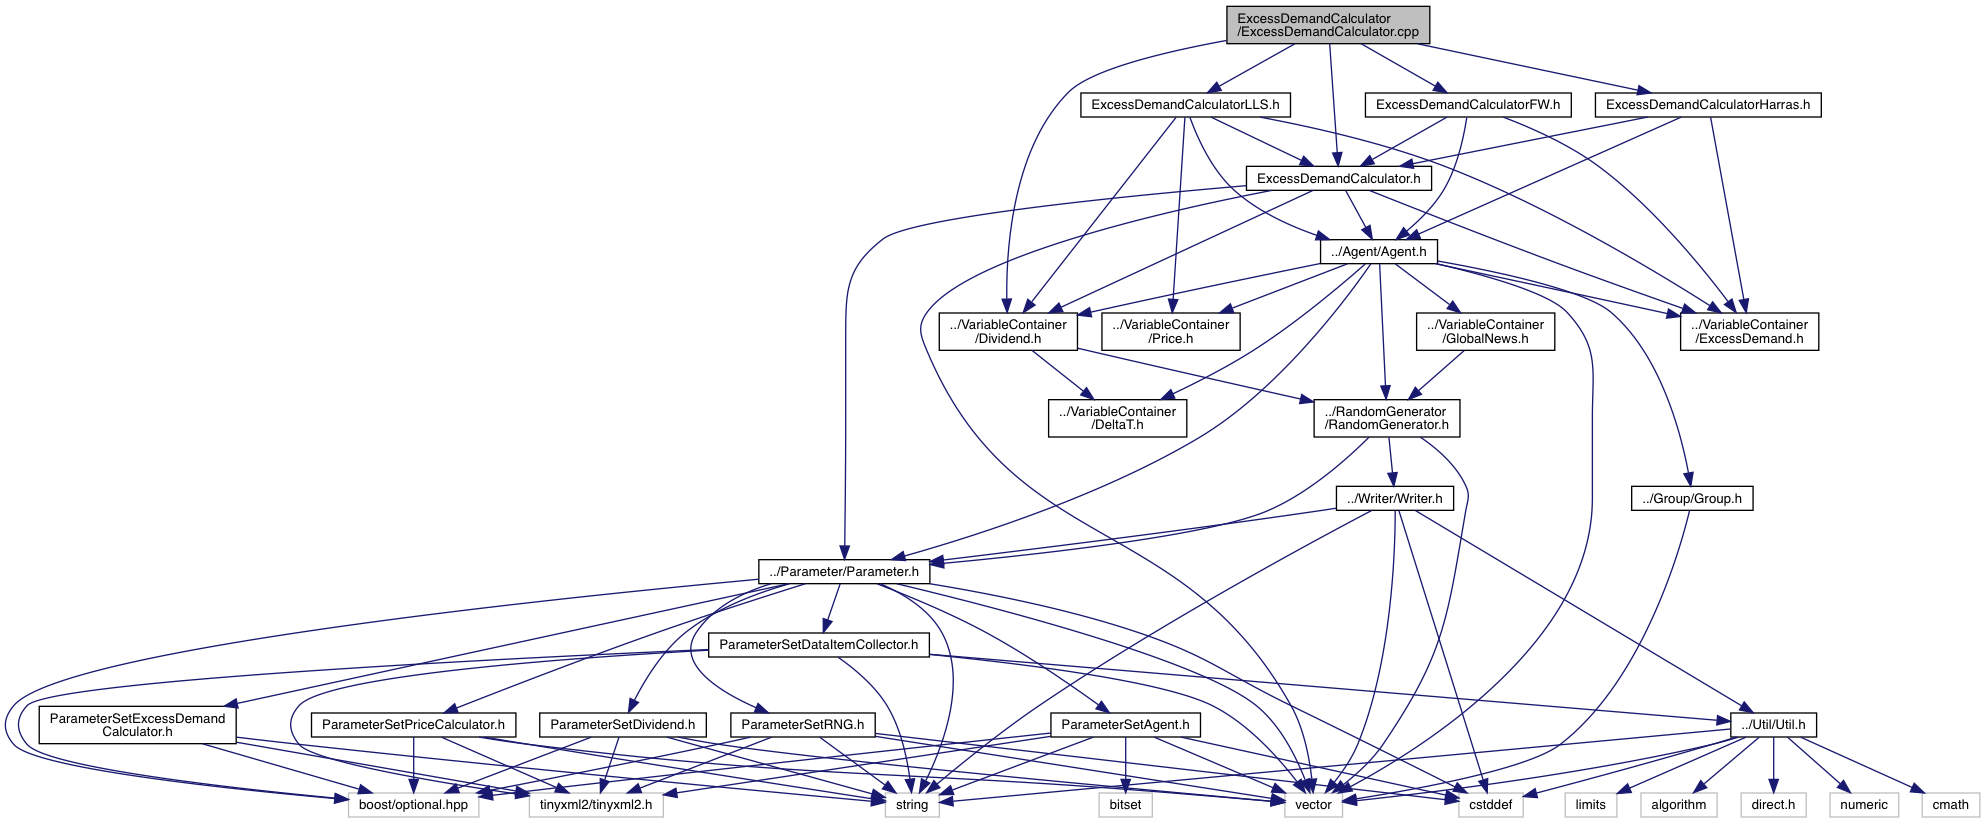 ExcessDemandCalculator
/ExcessDemandCalculator.cpp
ExcessDemandCalculatorLLS.h
ExcessDemandCalculatorFW.h
ExcessDemandCalculatorHarras.h
ExcessDemandCalculator.h
../Agent/Agent.h
../VariableContainer
/Dividend.h
../VariableContainer
/Price.h
../VariableContainer
/GlobalNews.h
../VariableContainer
/ExcessDemand.h
../VariableContainer
/DeltaT.h
../RandomGenerator
/RandomGenerator.h
../Writer/Writer.h
../Group/Group.h
../Parameter/Parameter.h
ParameterSetDataItemCollector.h
ParameterSetExcessDemand
Calculator.h
ParameterSetPriceCalculator.h
ParameterSetDividend.h
ParameterSetRNG.h
ParameterSetAgent.h
../Util/Util.h
boost/optional.hpp
tinyxml2/tinyxml2.h
string
bitset
vector
cstddef
limits
algorithm
direct.h
numeric
cmath